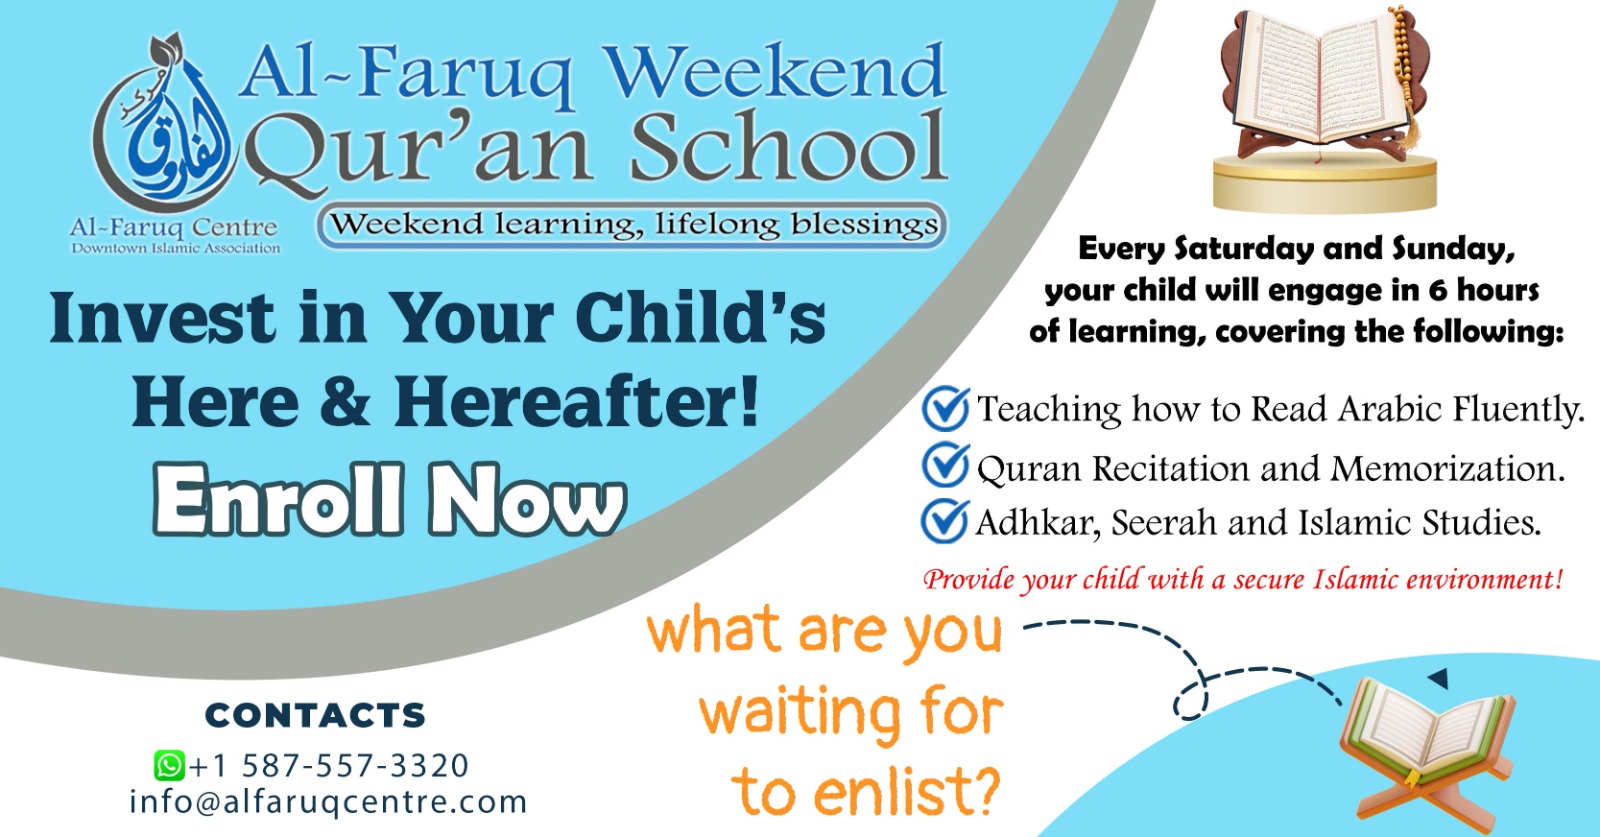 مركز
الفاروق
Al-Faruq Centre
Downtown Islamic Association
Al-Faruq Weekend
Qur'an School
Weekend learning, lifelong blessings
Invest in Your Child's
Here & Hereafter!
Enroll Now
Every Saturday and Sunday,
your child will engage in 6 hours
of learning, covering the following:
Teaching how to Read Arabic Fluently.
Quran Recitation and Memorization.
Adhkar, Seerah and Islamic Studies.
Provide your child with a secure Islamic environment!
what are you
waiting for
to enlist?
CONTACTS
+1 587-557-3320
info@alfaruqcentre.com